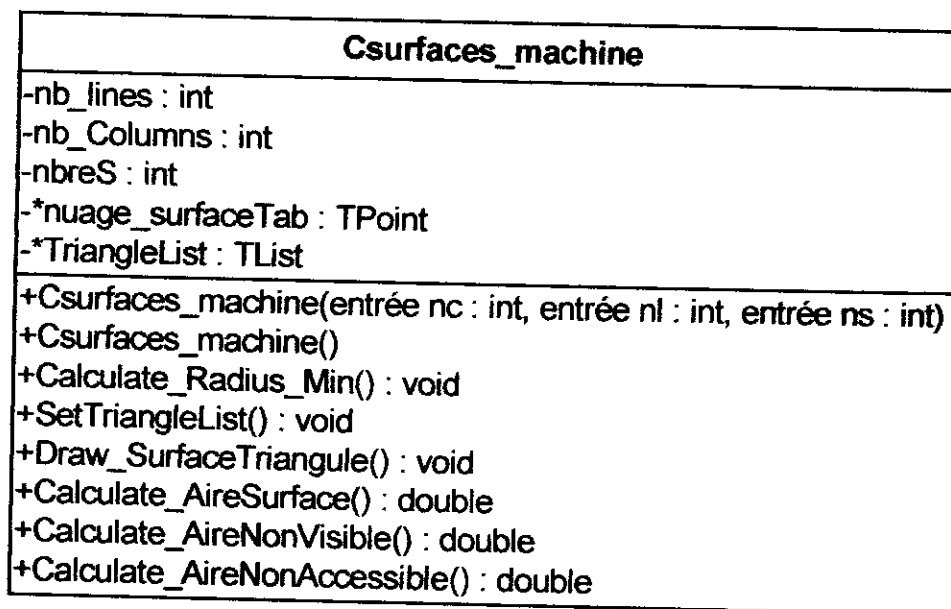 Csurfaces_machine
-nb_lines : int
-nb_Columns : int
-nbreS : int
-*nuage_surfaceTab : TPoint
-*TriangleList : TList
+Csurfaces_machine(entrée nc : int, entrée nl : int, entrée ns : int)
+Csurfaces_machine()
+Calculate_Radius_Min() : void
+SetTriangleList() : void
+Draw_SurfaceTriangule() : void
+Calculate_AireSurface() : double
+Calculate_AireNonVisible() : double
+Calculate_AireNonAccessible() : double